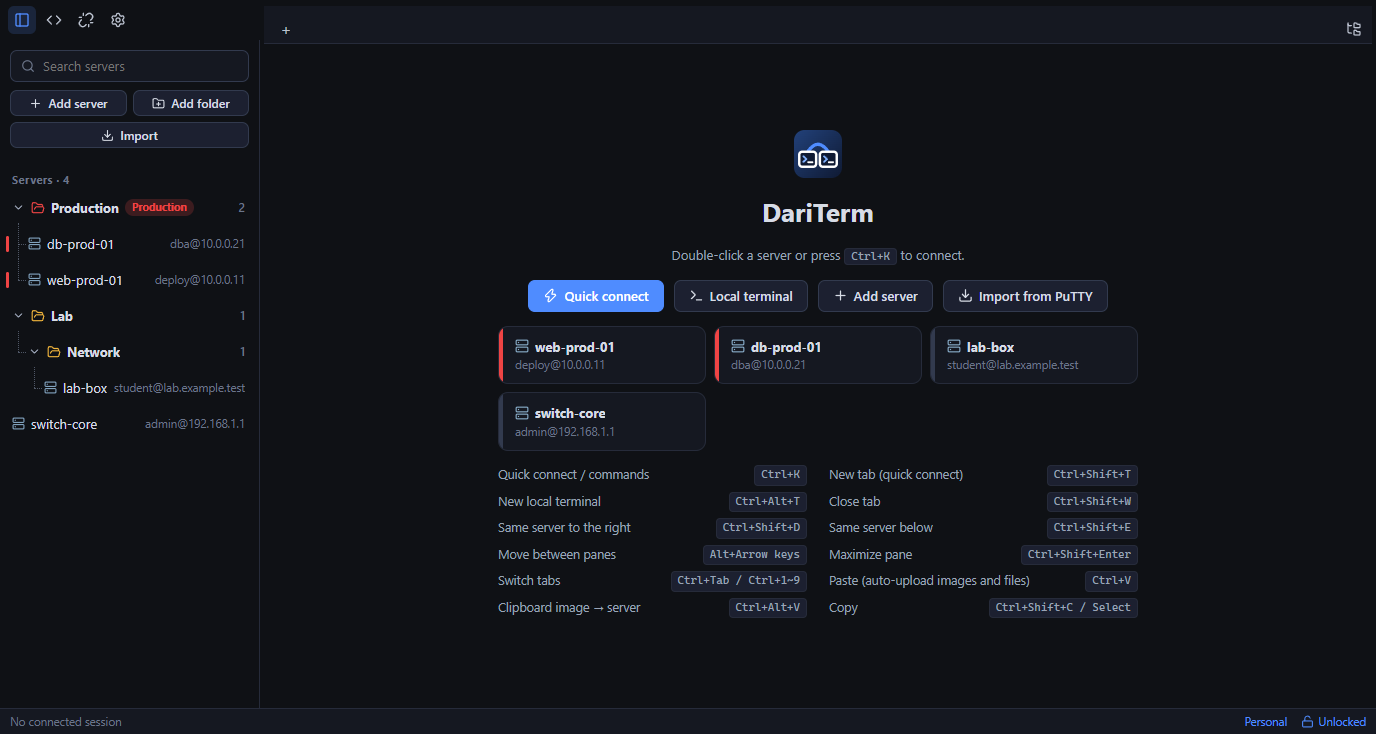 +
Search servers
+ Add server
Add folder
Import
Servers · 4
Production Production 2
db-prod-01 dba@10.0.0.21
web-prod-01 deploy@10.0.0.11
Lab 1
Network 1
lab-box student@lab.example.test
switch-core admin@192.168.1.1
DariTerm
Double-click a server or press Ctrl+K to connect.
Quick connect
Local terminal
+ Add server
Import from PuTTY
web-prod-01
deploy@10.0.0.11
db-prod-01
dba@10.0.0.21
lab-box
student@lab.example.test
switch-core
admin@192.168.1.1
Quick connect / commands Ctrl+K
New tab (quick connect) Ctrl+Shift+T
New local terminal Ctrl+Alt+T
Close tab Ctrl+Shift+W
Same server to the right Ctrl+Shift+D
Same server below Ctrl+Shift+E
Move between panes Alt+Arrow keys
Maximize pane Ctrl+Shift+Enter
Switch tabs Ctrl+Tab / Ctrl+1~9
Paste (auto-upload images and files) Ctrl+V
Clipboard image → server Ctrl+Alt+V
Copy Ctrl+Shift+C / Select
No connected session
Personal
Unlocked